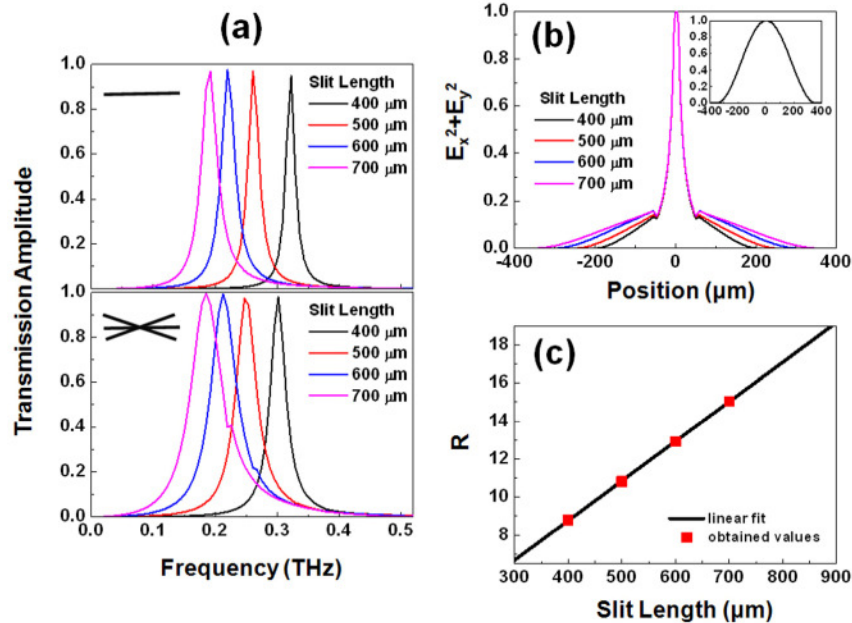 (a)
Transmission Amplitude
1.0
0.8
0.6
0.4
0.2
Slit Length
400 μm
500 μm
600 μm
700 μm
1.0
0.8
0.6
0.4
0.2
0.0
Slit Length
400 μm
500 μm
600 μm
700 μm
0.0 0.1 0.2 0.3 0.4 0.5
Frequency (THz)
(b)
Ex²+Ey²
1.0
0.8
0.6
0.4
0.2
0.0
Slit Length
400 μm
500 μm
600 μm
700 μm
1.0
0.8
0.6
0.4
0.2
0.0
-400 -200 0 200 400
-400 -200 0 200 400
Position (μm)
(c)
R
18
16
14
12
10
8
linear fit
obtained values
300 400 500 600 700 800 900
Slit Length (μm)